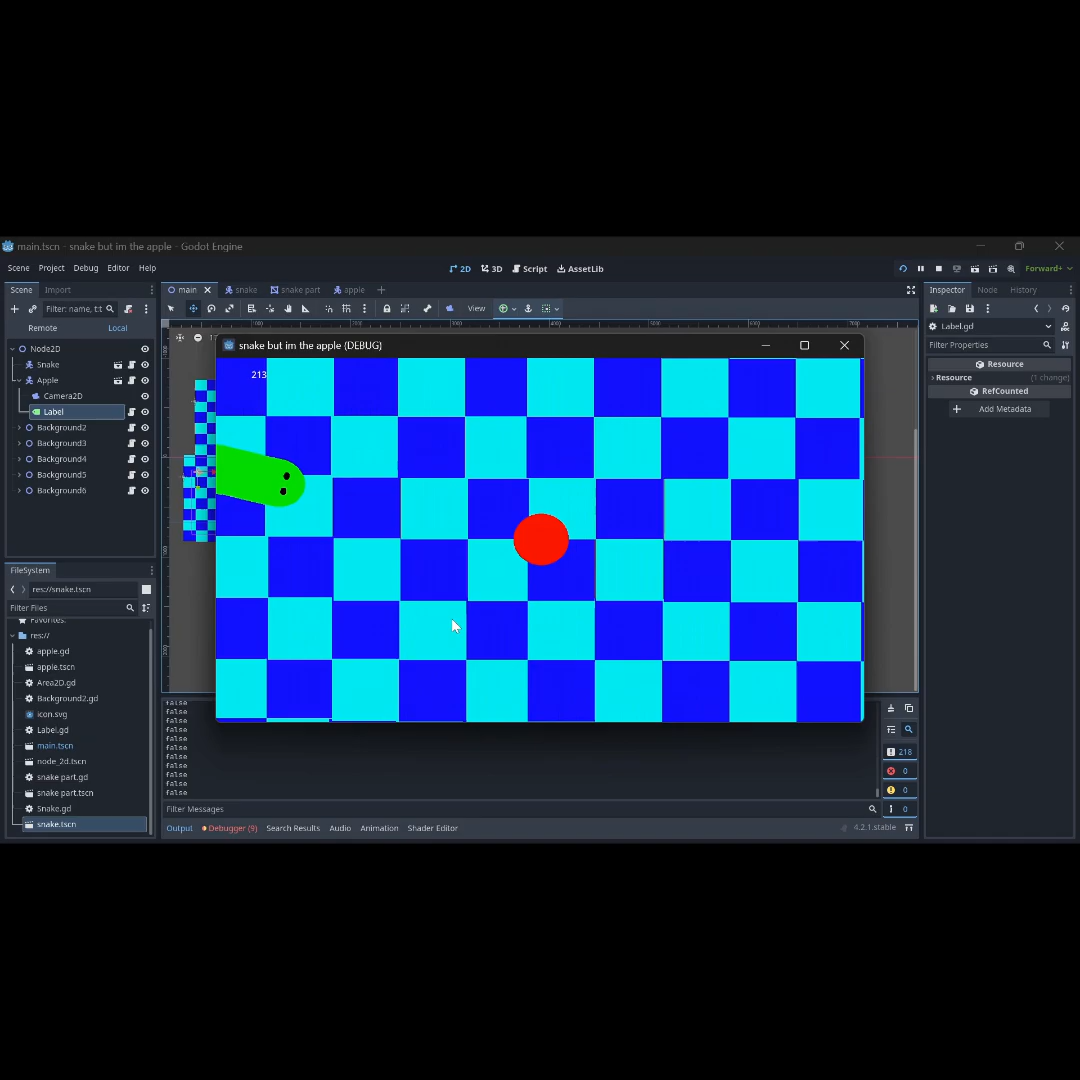 main.tscn - snake but im the apple - Godot Engine
Scene Project Debug Editor Help
2D 3D Script AssetLib
Forward+
Scene Import
main snake snake part apple
Inspector Node History
Filter: name, t:t
View
Remote Local
Label.gd
Filter Properties
Resource
Resource (1 change)
RefCounted
Add Metadata
Node2D
Snake
Apple
Camera2D
Label
Background2
Background3
Background4
Background5
Background6
snake but im the apple (DEBUG)
213
FileSystem
res://snake.tscn
Filter Files
Favorites:
res://
apple.gd
apple.tscn
Area2D.gd
Background2.gd
icon.svg
Label.gd
main.tscn
node_2d.tscn
snake part.gd
snake part.tscn
Snake.gd
snake.tscn
false
false
false
false
false
false
false
false
false
false
false
218
0
0
0
Filter Messages
Output Debugger (9) Search Results Audio Animation Shader Editor
4.2.1.stable